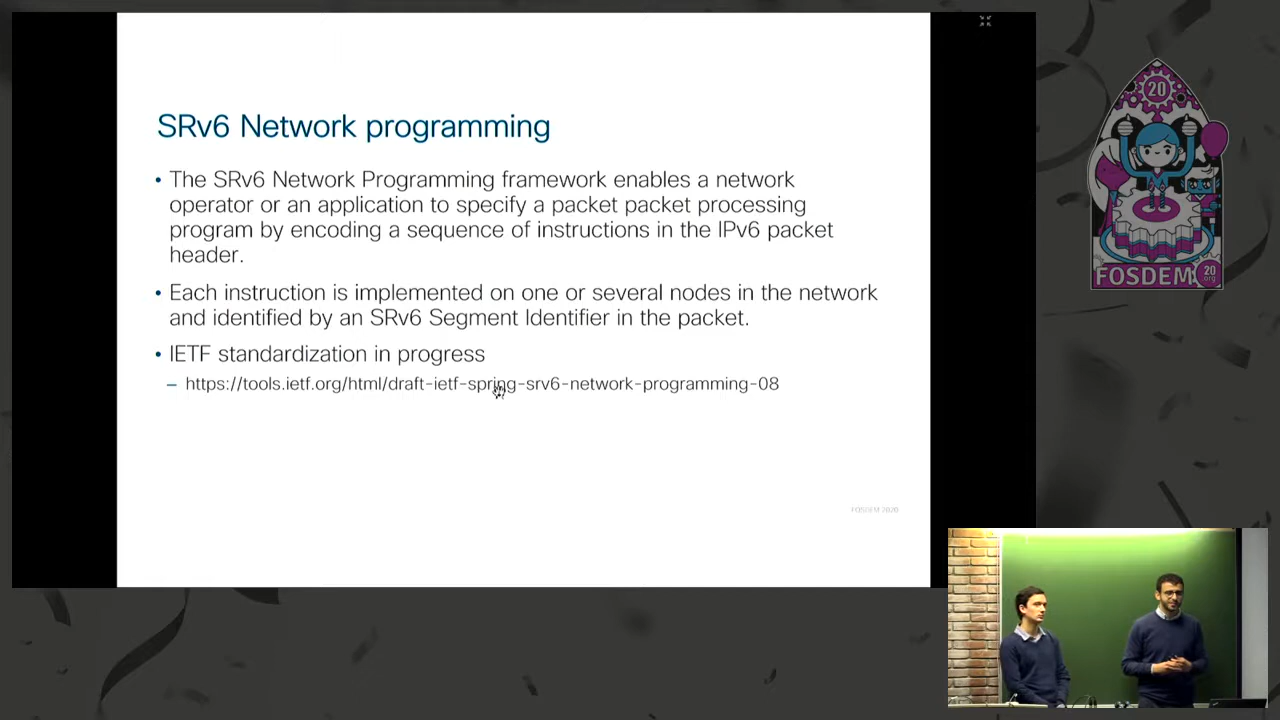 SRv6 Network programming
• The SRv6 Network Programming framework enables a network
operator or an application to specify a packet packet processing
program by encoding a sequence of instructions in the IPv6 packet
header.
• Each instruction is implemented on one or several nodes in the network
and identified by an SRv6 Segment Identifier in the packet.
• IETF standardization in progress
– https://tools.ietf.org/html/draft-ietf-spring-srv6-network-programming-08
FOSDEM 2020
20
FOSDEM
20
.org